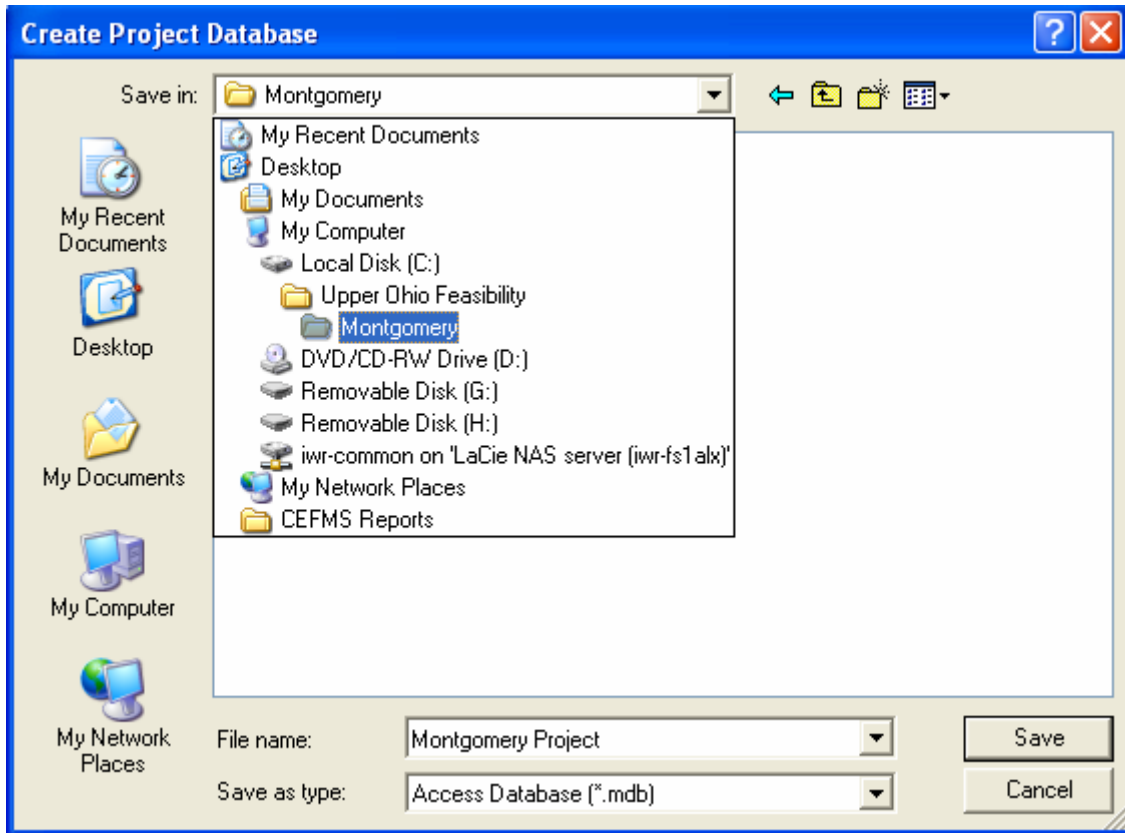 Create Project Database
Save in:
Montgomery
My Recent Documents
Desktop
My Documents
My Computer
Local Disk (C:)
Upper Ohio Feasibility
Montgomery
DVD/CD-RW Drive (D:)
Removable Disk (G:)
Removable Disk (H:)
iwr-common on 'LaCie NAS server (iwr-fs1alx)'
My Network Places
CEFMS Reports
My Recent
Documents
Desktop
My Documents
My Computer
My Network
Places
File name:
Montgomery Project
Save
Save as type:
Access Database (*.mdb)
Cancel